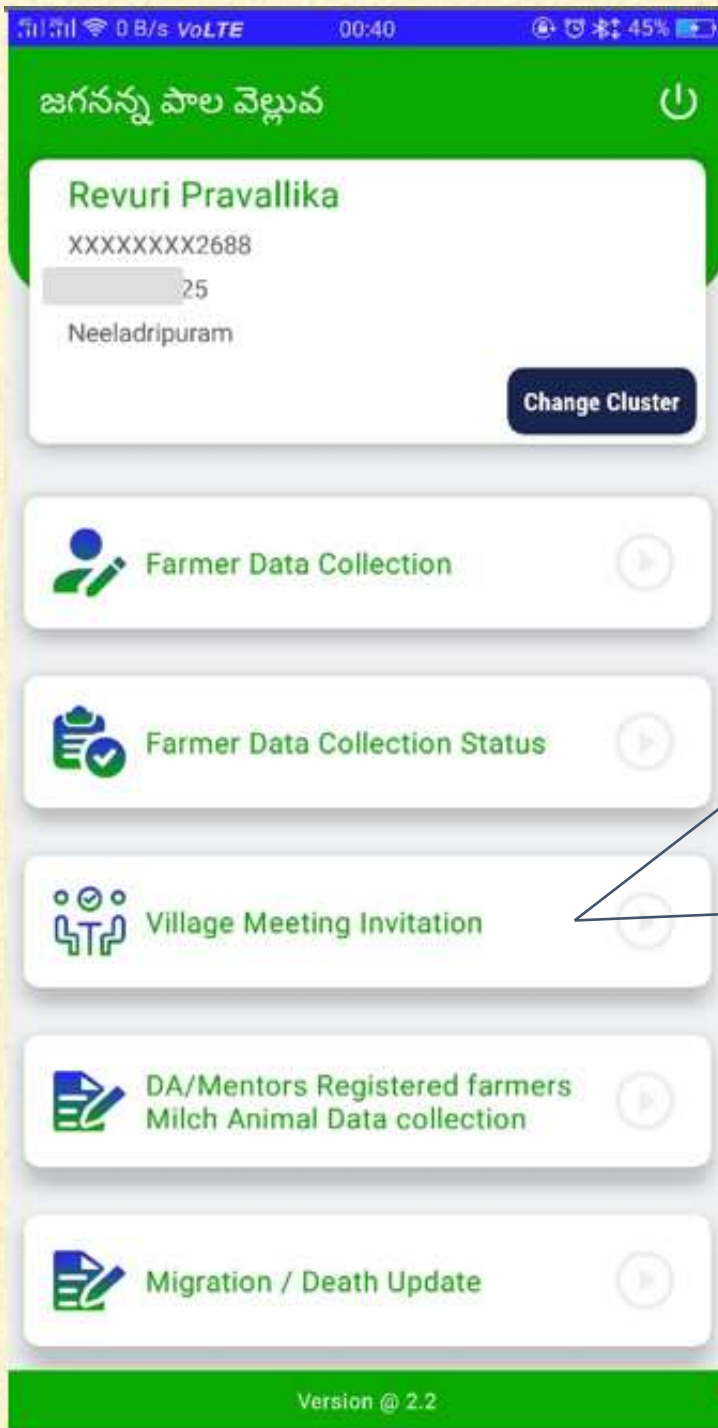 0 B/s VoLTE 00:40 45%
జగనన్న పాల వెల్లువ
Revuri Pravallika
XXXXXXXX2688
25
Neeladripuram
Change Cluster
Farmer Data Collection
Farmer Data Collection Status
Village Meeting Invitation
DA/Mentors Registered farmers
Milch Animal Data collection
Migration / Death Update
Version @ 2.2